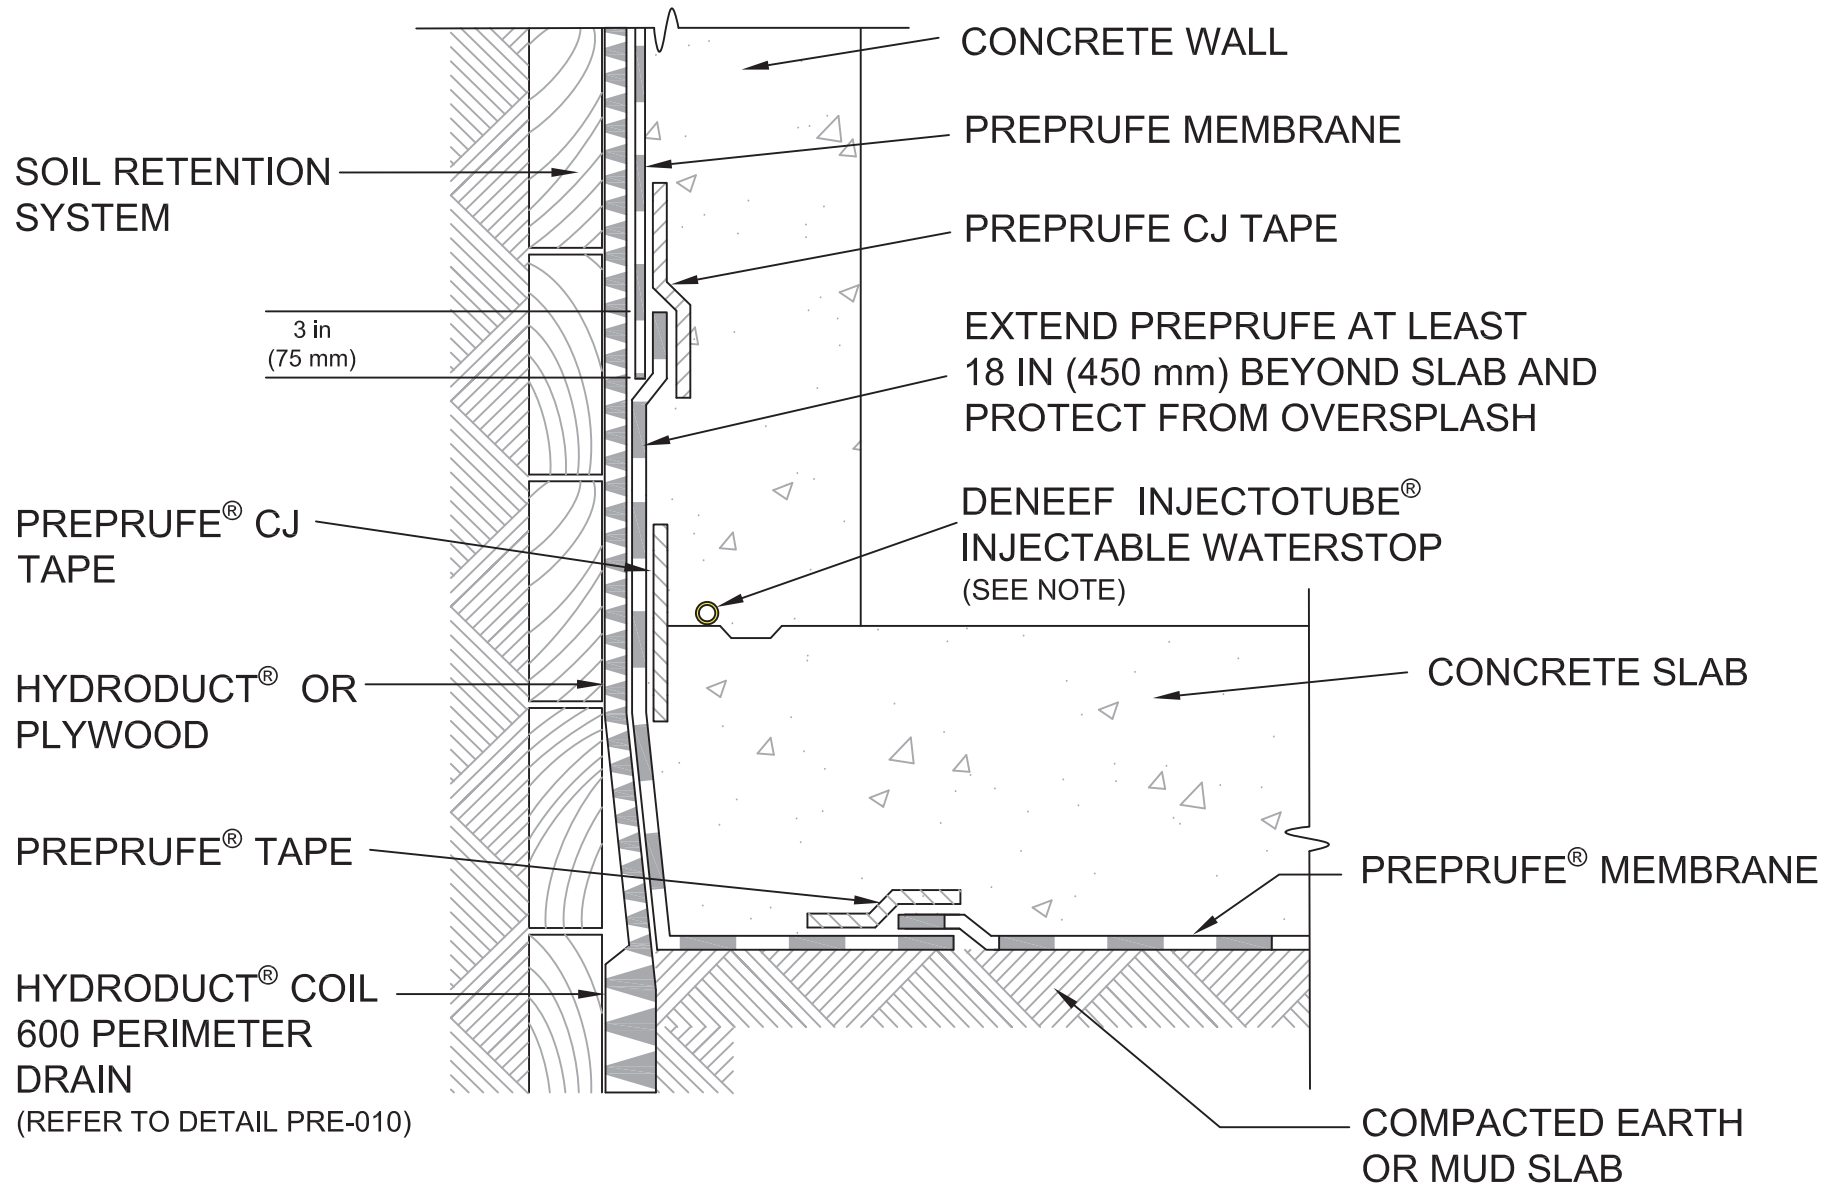 CONCRETE WALL
PREPRUFE MEMBRANE
SOIL RETENTION
SYSTEM
PREPRUFE CJ TAPE
3 in
(75 mm)
EXTEND PREPRUFE AT LEAST
18 IN (450 mm) BEYOND SLAB AND
PROTECT FROM OVERSPLASH
PREPRUFE® CJ
TAPE
DENEEF INJECTOTUBE®
INJECTABLE WATERSTOP
(SEE NOTE)
HYDRODUCT® OR
PLYWOOD
CONCRETE SLAB
PREPRUFE® TAPE
PREPRUFE® MEMBRANE
HYDRODUCT® COIL
600 PERIMETER
DRAIN
(REFER TO DETAIL PRE-010)
COMPACTED EARTH
OR MUD SLAB